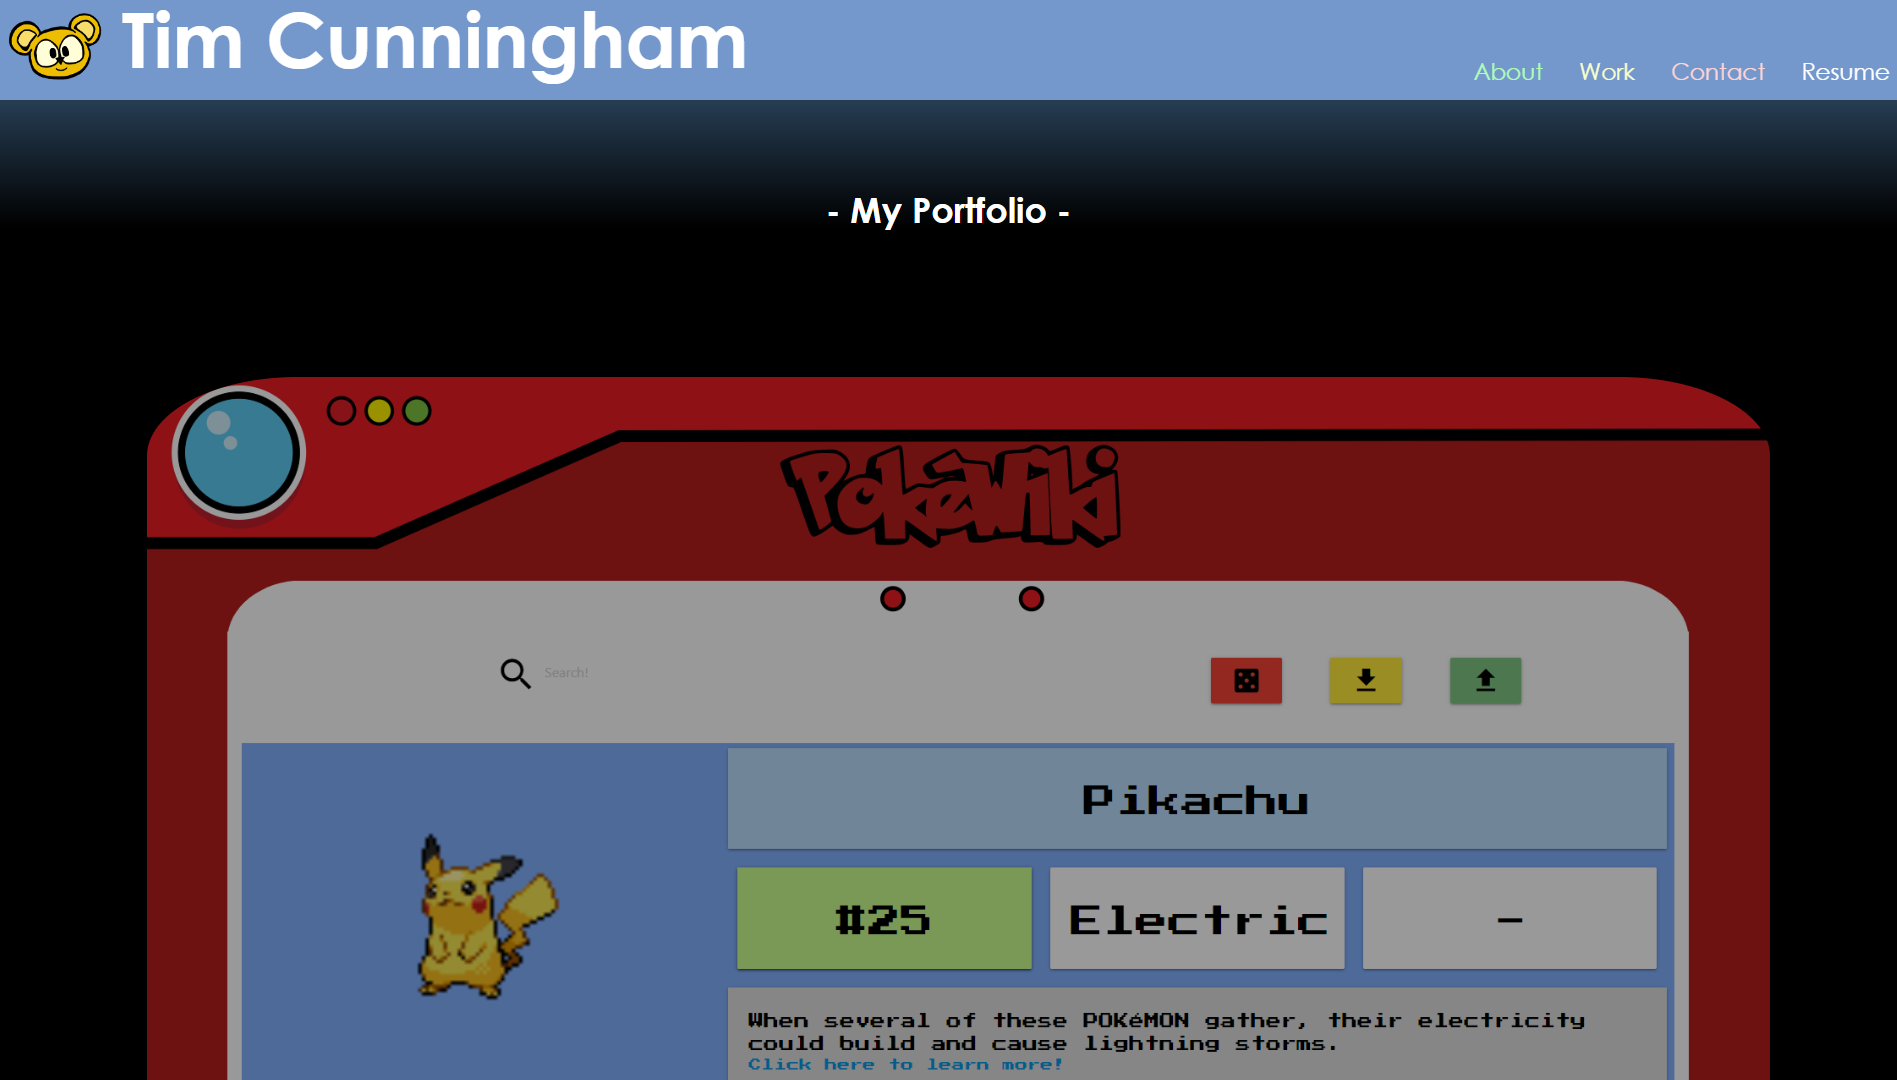 Tim Cunningham
About Work Contact Resume
- My Portfolio -
PokéWiki
Search!
Pikachu
#25 Electric -
When several of these POKéMON gather, their electricity
could build and cause lightning storms.
Click here to learn more!